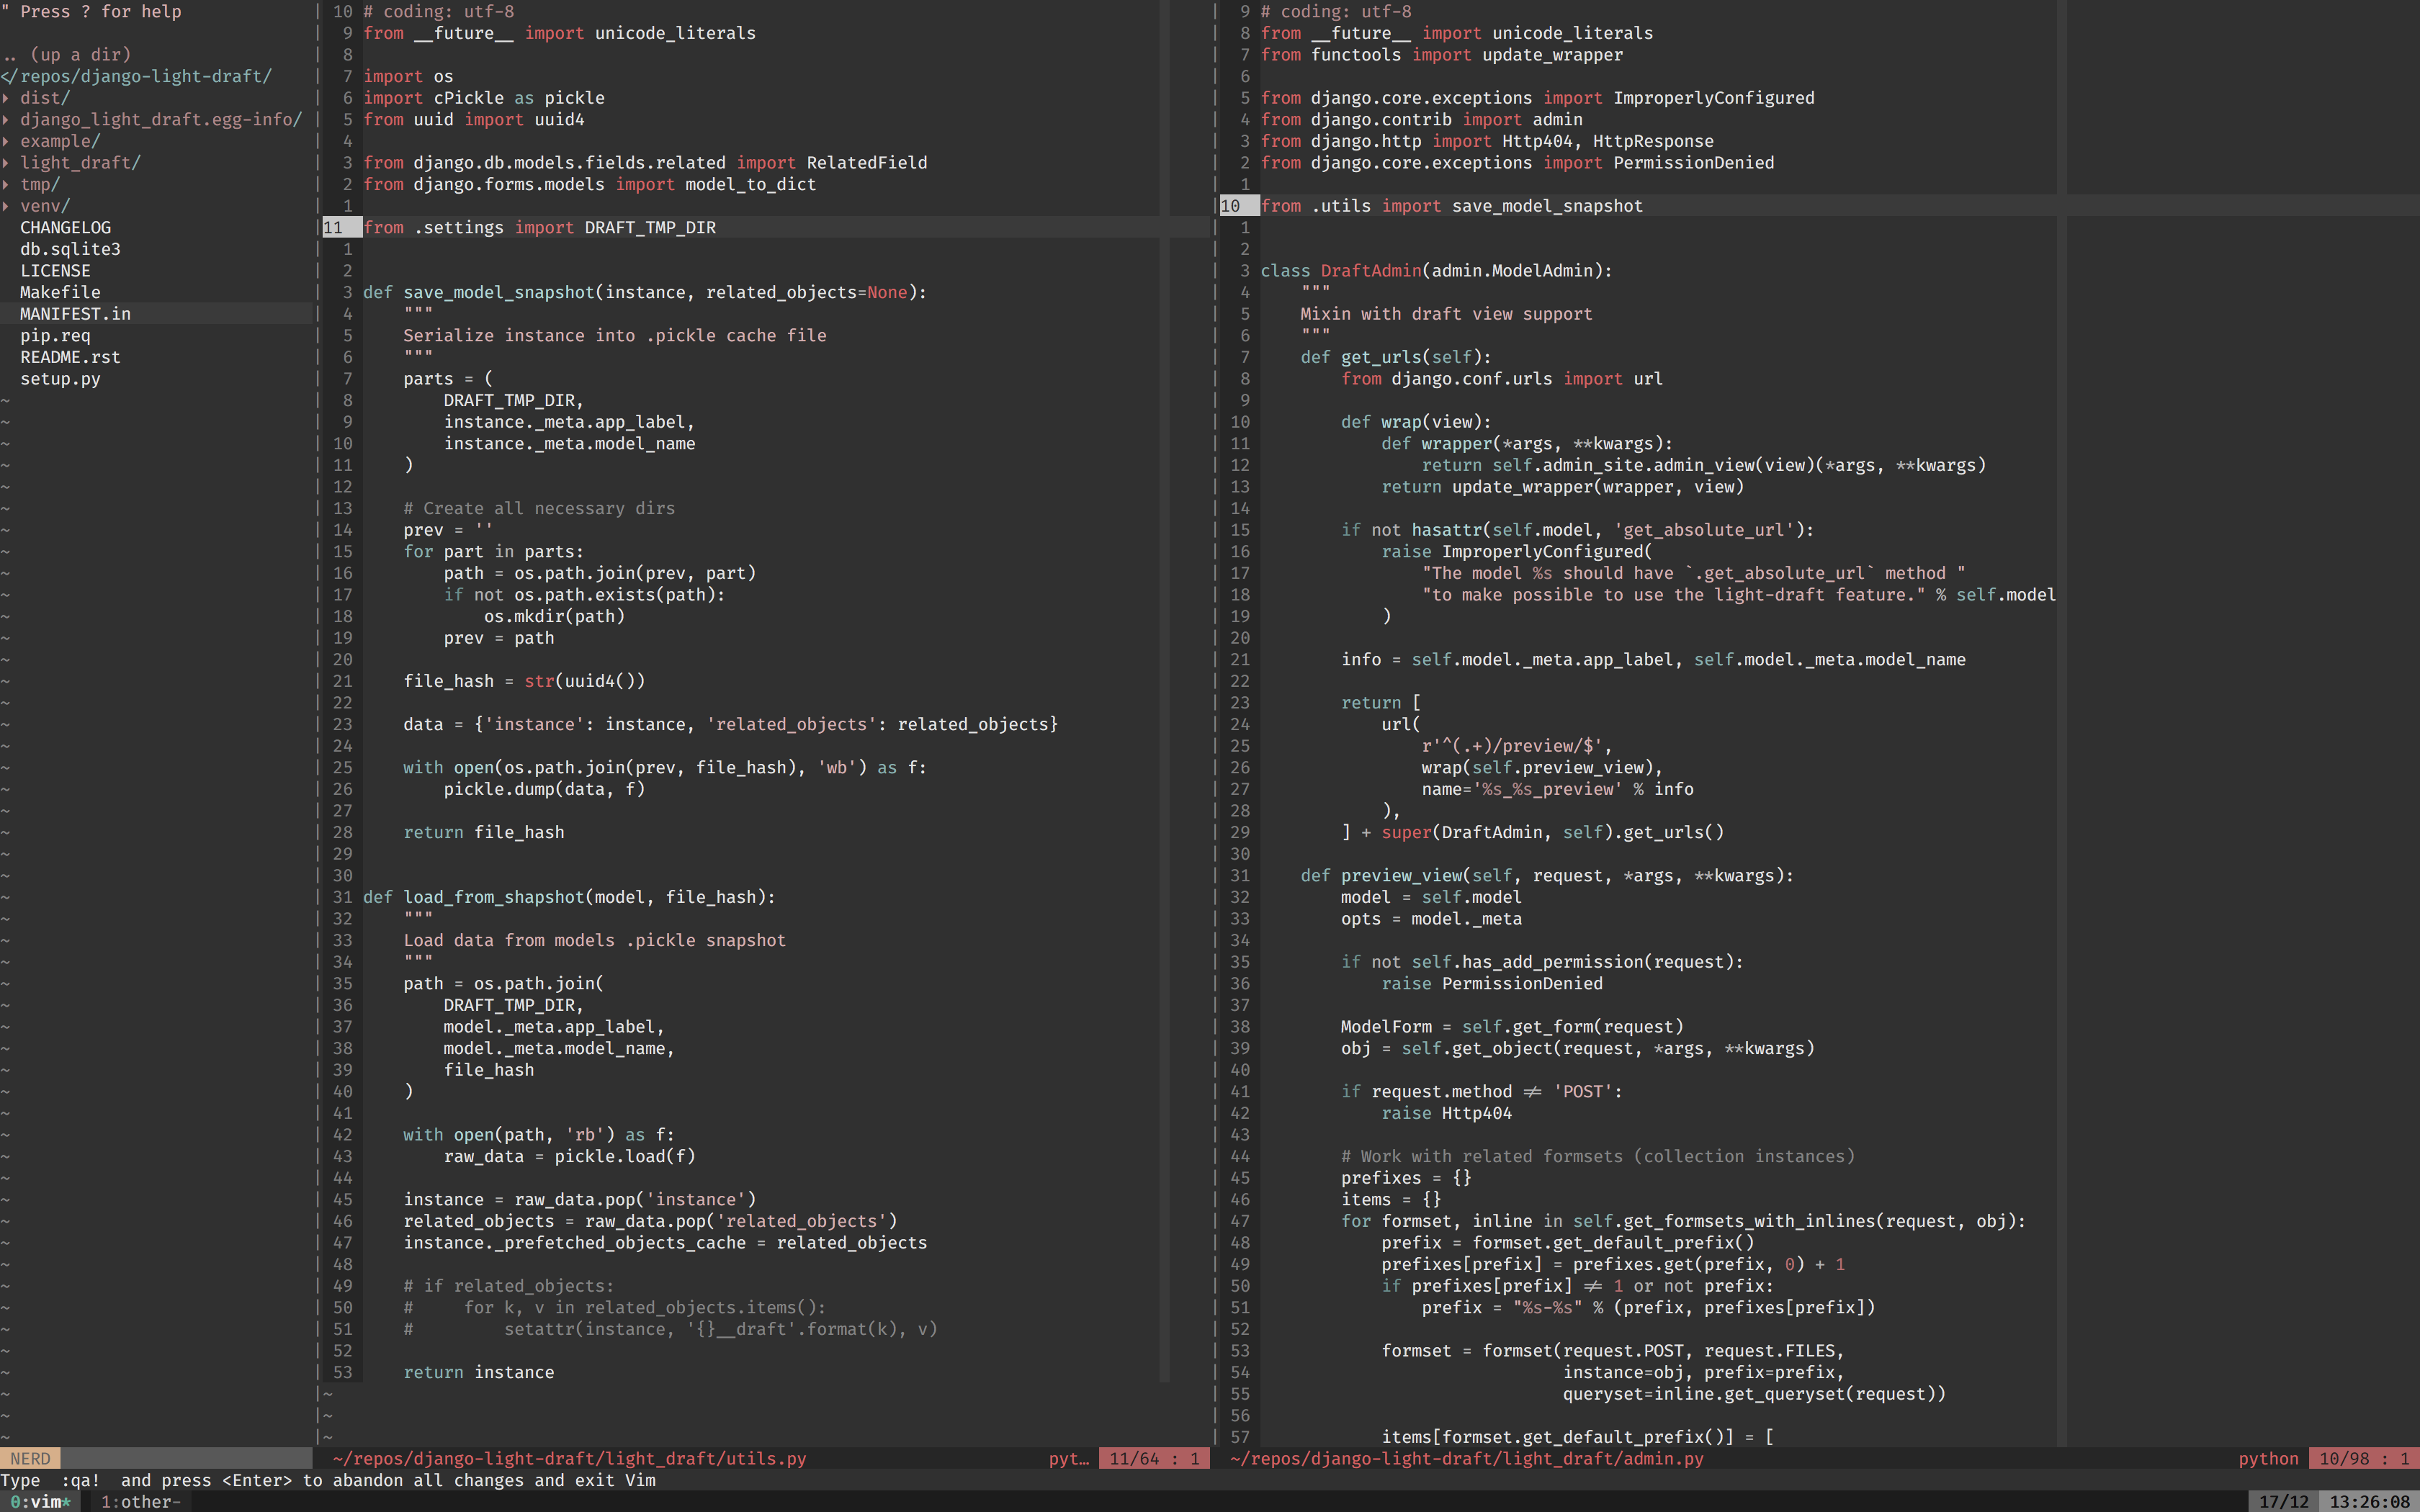 " Press ? for help
.. (up a dir)
</repos/django-light-draft/
▸ dist/
▸ django_light_draft.egg-info/
▸ example/
▸ light_draft/
▸ tmp/
▸ venv/
CHANGELOG
db.sqlite3
LICENSE
Makefile
MANIFEST.in
pip.req
README.rst
setup.py
10 # coding: utf-8
9 from __future__ import unicode_literals
8
7 import os
6 import cPickle as pickle
5 from uuid import uuid4
4
3 from django.db.models.fields.related import RelatedField
2 from django.forms.models import model_to_dict
1
11 from .settings import DRAFT_TMP_DIR
1
2
3 def save_model_snapshot(instance, related_objects=None):
4     """
5     Serialize instance into .pickle cache file
6     """
7     parts = (
8         DRAFT_TMP_DIR,
9         instance._meta.app_label,
10         instance._meta.model_name
11     )
12
13     # Create all necessary dirs
14     prev = ''
15     for part in parts:
16         path = os.path.join(prev, part)
17         if not os.path.exists(path):
18             os.mkdir(path)
19         prev = path
20
21     file_hash = str(uuid4())
22
23     data = {'instance': instance, 'related_objects': related_objects}
24
25     with open(os.path.join(prev, file_hash), 'wb') as f:
26         pickle.dump(data, f)
27
28     return file_hash
29
30
31 def load_from_shapshot(model, file_hash):
32     """
33     Load data from models .pickle snapshot
34     """
35     path = os.path.join(
36         DRAFT_TMP_DIR,
37         model._meta.app_label,
38         model._meta.model_name,
39         file_hash
40     )
41
42     with open(path, 'rb') as f:
43         raw_data = pickle.load(f)
44
45     instance = raw_data.pop('instance')
46     related_objects = raw_data.pop('related_objects')
47     instance._prefetched_objects_cache = related_objects
48
49     # if related_objects:
50     #     for k, v in related_objects.items():
51     #         setattr(instance, '{}__draft'.format(k), v)
52
53     return instance
9 # coding: utf-8
8 from __future__ import unicode_literals
7 from functools import update_wrapper
6
5 from django.core.exceptions import ImproperlyConfigured
4 from django.contrib import admin
3 from django.http import Http404, HttpResponse
2 from django.core.exceptions import PermissionDenied
1
10 from .utils import save_model_snapshot
1
2
3 class DraftAdmin(admin.ModelAdmin):
4     """
5     Mixin with draft view support
6     """
7     def get_urls(self):
8         from django.conf.urls import url
9
10         def wrap(view):
11             def wrapper(*args, **kwargs):
12                 return self.admin_site.admin_view(view)(*args, **kwargs)
13             return update_wrapper(wrapper, view)
14
15         if not hasattr(self.model, 'get_absolute_url'):
16             raise ImproperlyConfigured(
17                 "The model %s should have `.get_absolute_url` method "
18                 "to make possible to use the light-draft feature." % self.model
19             )
20
21         info = self.model._meta.app_label, self.model._meta.model_name
22
23         return [
24             url(
25                 r'^(.+)/preview/$',
26                 wrap(self.preview_view),
27                 name='%s_%s_preview' % info
28             ),
29         ] + super(DraftAdmin, self).get_urls()
30
31     def preview_view(self, request, *args, **kwargs):
32         model = self.model
33         opts = model._meta
34
35         if not self.has_add_permission(request):
36             raise PermissionDenied
37
38         ModelForm = self.get_form(request)
39         obj = self.get_object(request, *args, **kwargs)
40
41         if request.method ≠ 'POST':
42             raise Http404
43
44         # Work with related formsets (collection instances)
45         prefixes = {}
46         items = {}
47         for formset, inline in self.get_formsets_with_inlines(request, obj):
48             prefix = formset.get_default_prefix()
49             prefixes[prefix] = prefixes.get(prefix, 0) + 1
50             if prefixes[prefix] ≠ 1 or not prefix:
51                 prefix = "%s-%s" % (prefix, prefixes[prefix])
52
53             formset = formset(request.POST, request.FILES,
54                               instance=obj, prefix=prefix,
55                               queryset=inline.get_queryset(request))
56
57             items[formset.get_default_prefix()] = [
NERD
~/repos/django-light-draft/light_draft/utils.py pyt… 11/64 : 1
~/repos/django-light-draft/light_draft/admin.py python 10/98 : 1
Type  :qa!  and press <Enter> to abandon all changes and exit Vim
0:vim* 1:other- 17/12 13:26:08